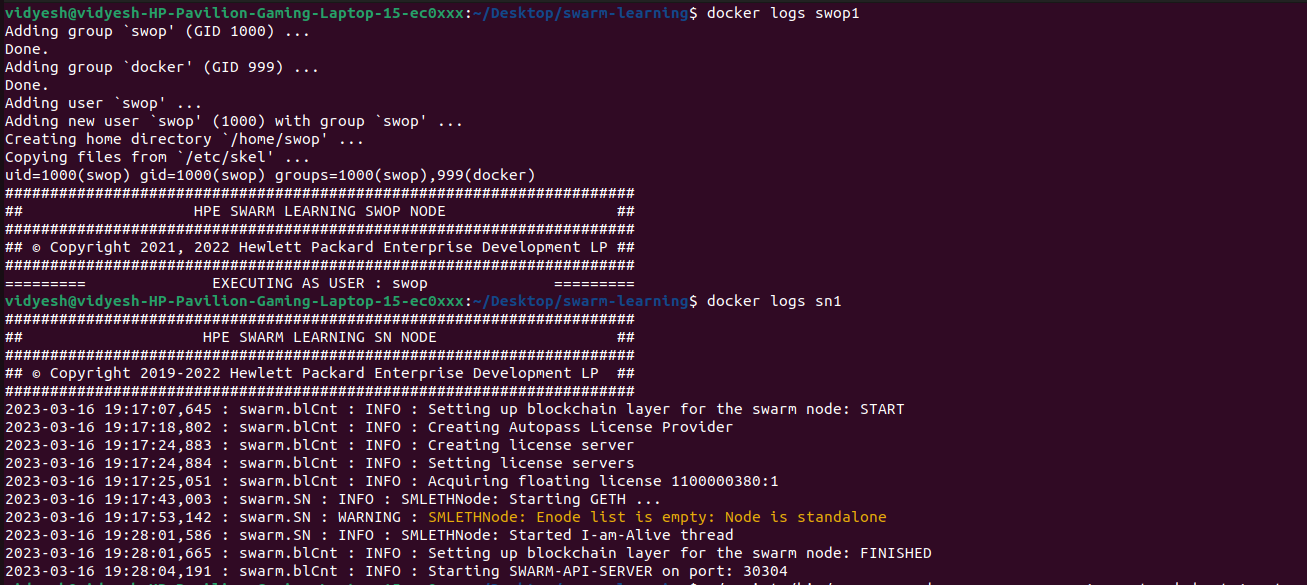 vidyesh@vidyesh-HP-Pavilion-Gaming-Laptop-15-ec0xxx:~/Desktop/swarm-learning$ docker logs swop1
Adding group `swop' (GID 1000) ...
Done.
Adding group `docker' (GID 999) ...
Done.
Adding user `swop' ...
Adding new user `swop' (1000) with group `swop' ...
Creating home directory `/home/swop' ...
Copying files from `/etc/skel' ...
uid=1000(swop) gid=1000(swop) groups=1000(swop),999(docker)
######################################################################
##                   HPE SWARM LEARNING SWOP NODE                   ##
######################################################################
## © Copyright 2021, 2022 Hewlett Packard Enterprise Development LP ##
######################################################################
=========              EXECUTING AS USER : swop              =========
vidyesh@vidyesh-HP-Pavilion-Gaming-Laptop-15-ec0xxx:~/Desktop/swarm-learning$ docker logs sn1
######################################################################
##                    HPE SWARM LEARNING SN NODE                    ##
######################################################################
## © Copyright 2019-2022 Hewlett Packard Enterprise Development LP  ##
######################################################################
2023-03-16 19:17:07,645 : swarm.blCnt : INFO : Setting up blockchain layer for the swarm node: START
2023-03-16 19:17:18,802 : swarm.blCnt : INFO : Creating Autopass License Provider
2023-03-16 19:17:24,883 : swarm.blCnt : INFO : Creating license server
2023-03-16 19:17:24,884 : swarm.blCnt : INFO : Setting license servers
2023-03-16 19:17:25,051 : swarm.blCnt : INFO : Acquiring floating license 1100000380:1
2023-03-16 19:17:43,003 : swarm.SN : INFO : SMLETHNode: Starting GETH ...
2023-03-16 19:17:53,142 : swarm.SN : WARNING : SMLETHNode: Enode list is empty: Node is standalone
2023-03-16 19:28:01,586 : swarm.SN : INFO : SMLETHNode: Started I-am-Alive thread
2023-03-16 19:28:01,665 : swarm.blCnt : INFO : Setting up blockchain layer for the swarm node: FINISHED
2023-03-16 19:28:04,191 : swarm.blCnt : INFO : Starting SWARM-API-SERVER on port: 30304